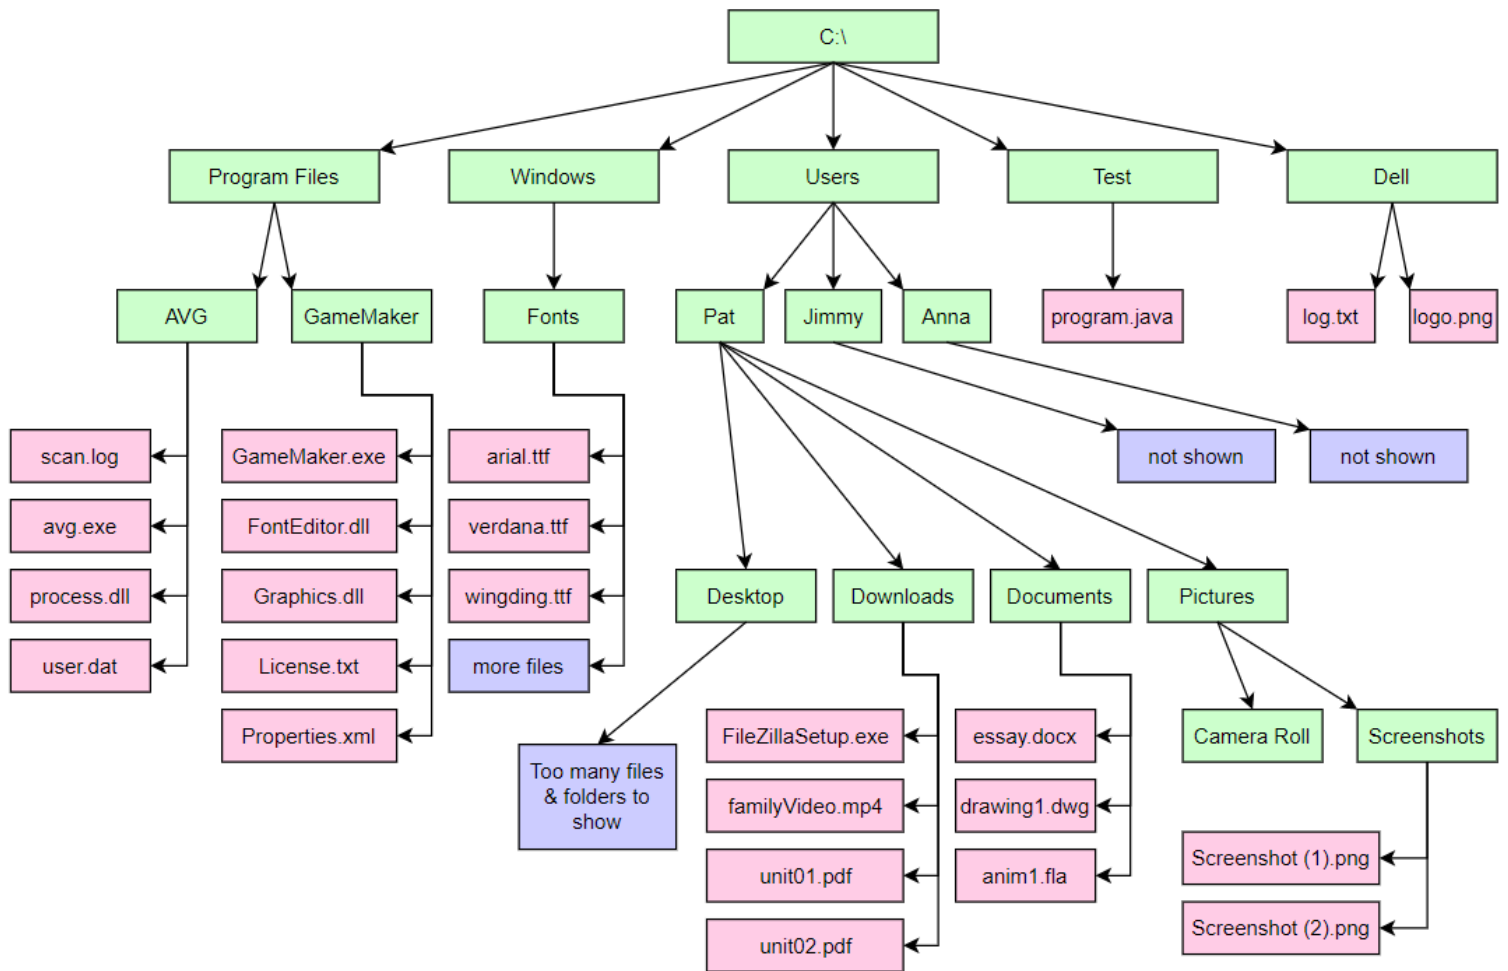 C:\
Program Files
Windows
Users
Test
Dell
AVG
GameMaker
Fonts
Pat
Jimmy
Anna
program.java
log.txt
logo.png
scan.log
GameMaker.exe
arial.ttf
not shown
not shown
avg.exe
FontEditor.dll
verdana.ttf
process.dll
Graphics.dll
wingding.ttf
Desktop
Downloads
Documents
Pictures
user.dat
License.txt
more files
Properties.xml
FileZillaSetup.exe
essay.docx
Camera Roll
Screenshots
Too many files
& folders to
show
familyVideo.mp4
drawing1.dwg
Screenshot (1).png
unit01.pdf
anim1.fla
Screenshot (2).png
unit02.pdf